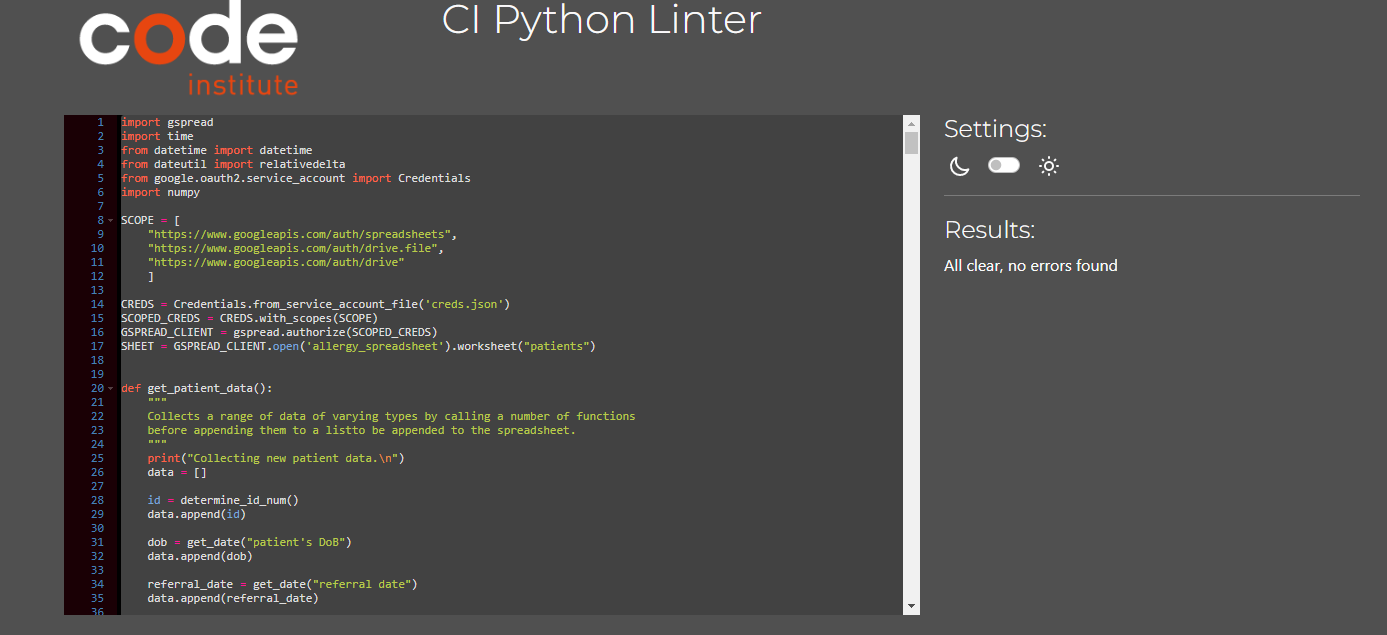 code
institute
CI Python Linter
1 import gspread
2 import time
3 from datetime import datetime
4 from dateutil import relativedelta
5 from google.oauth2.service_account import Credentials
6 import numpy
7
8 SCOPE = [
9     "https://www.googleapis.com/auth/spreadsheets",
10     "https://www.googleapis.com/auth/drive.file",
11     "https://www.googleapis.com/auth/drive"
12     ]
13
14 CREDS = Credentials.from_service_account_file('creds.json')
15 SCOPED_CREDS = CREDS.with_scopes(SCOPE)
16 GSPREAD_CLIENT = gspread.authorize(SCOPED_CREDS)
17 SHEET = GSPREAD_CLIENT.open('allergy_spreadsheet').worksheet("patients")
18
19
20 def get_patient_data():
21     """
22     Collects a range of data of varying types by calling a number of functions
23     before appending them to a listto be appended to the spreadsheet.
24     """
25     print("Collecting new patient data.\n")
26     data = []
27
28     id = determine_id_num()
29     data.append(id)
30
31     dob = get_date("patient's DoB")
32     data.append(dob)
33
34     referral_date = get_date("referral date")
35     data.append(referral_date)
36
Settings:
Results:
All clear, no errors found